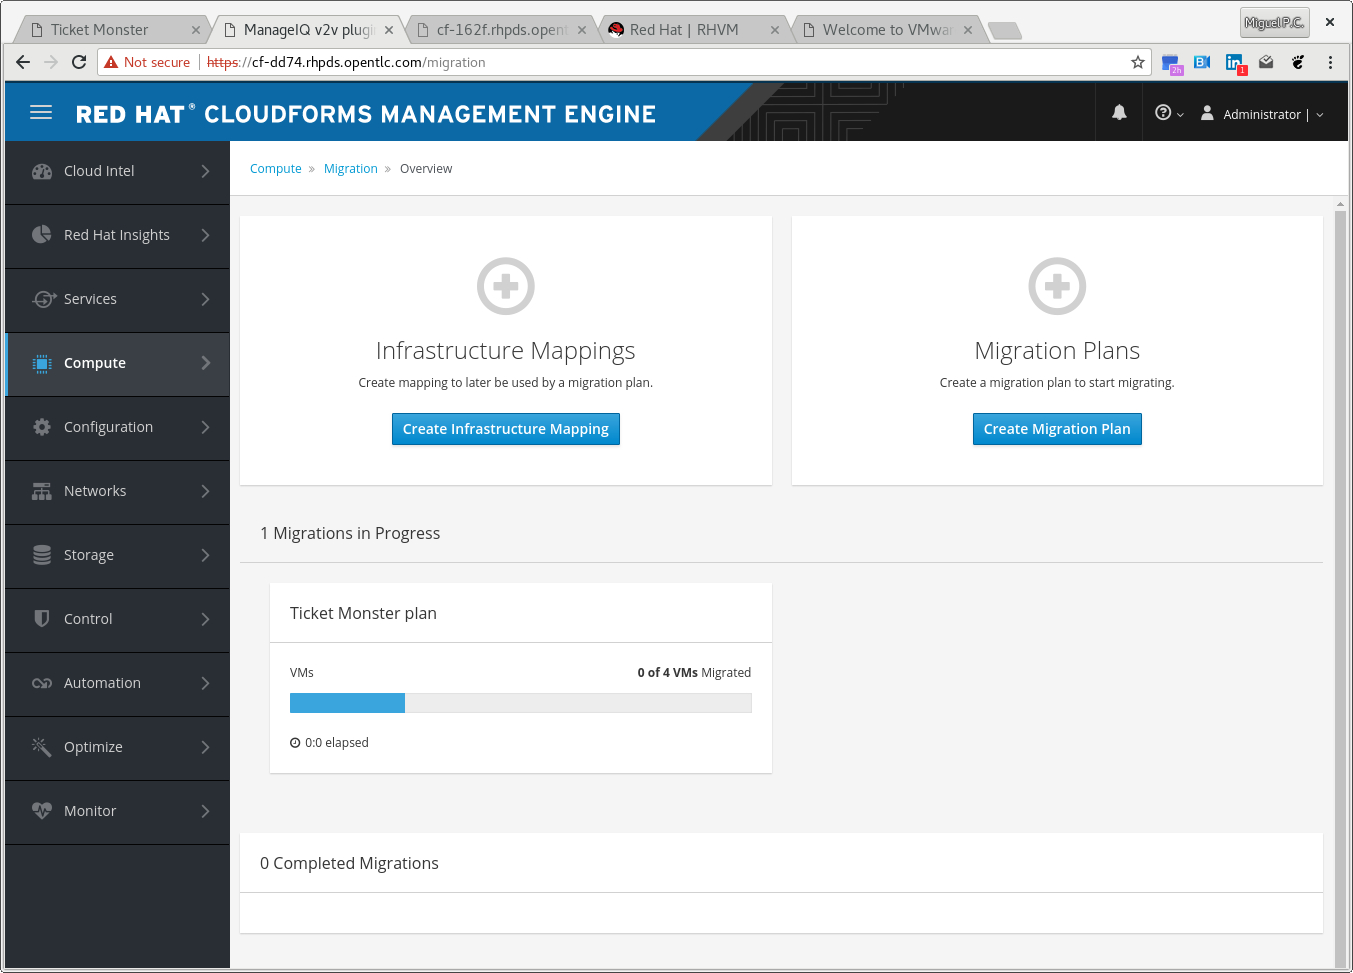 Ticket Monster
ManageIQ v2v plugin
cf-162f.rhpds.opent
Red Hat | RHVM
Welcome to VMwar
Miguel P.C.
Not secure
https://cf-dd74.rhpds.opentlc.com/migration
2h
1
RED HAT® CLOUDFORMS MANAGEMENT ENGINE
Administrator |
Cloud Intel
Red Hat Insights
Services
Compute
Configuration
Networks
Storage
Control
Automation
Optimize
Monitor
Compute » Migration » Overview
Infrastructure Mappings
Create mapping to later be used by a migration plan.
Create Infrastructure Mapping
Migration Plans
Create a migration plan to start migrating.
Create Migration Plan
1 Migrations in Progress
Ticket Monster plan
VMs
0 of 4 VMs Migrated
0:0 elapsed
0 Completed Migrations